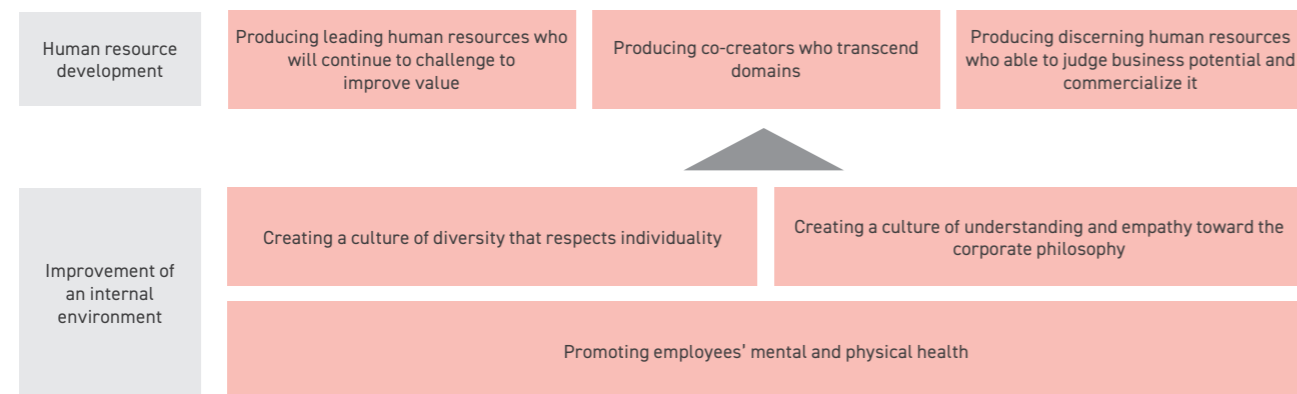 Human resource
development
Producing leading human resources who
will continue to challenge to
improve value
Producing co-creators who transcend
domains
Producing discerning human resources
who able to judge business potential and
commercialize it
Improvement of
an internal
environment
Creating a culture of diversity that respects individuality
Creating a culture of understanding and empathy toward the
corporate philosophy
Promoting employees’ mental and physical health